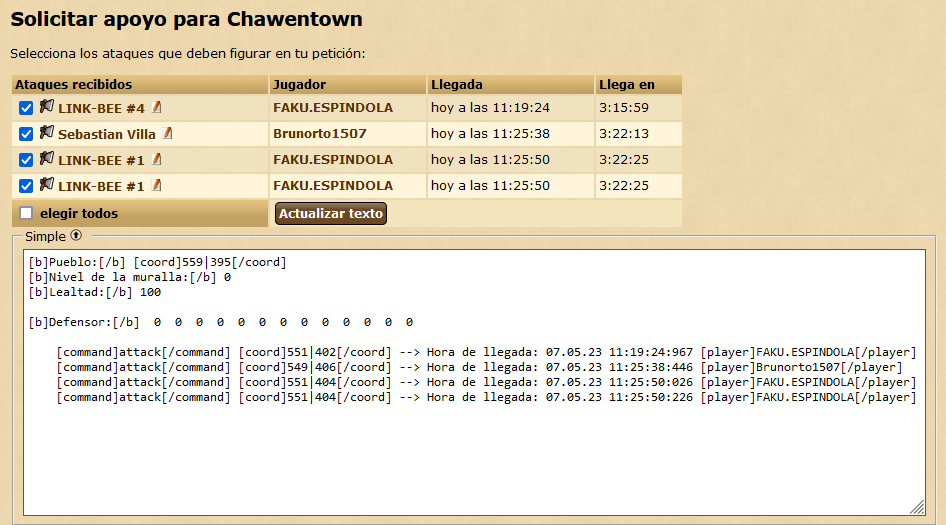 Solicitar apoyo para Chawentown
Selecciona los ataques que deben figurar en tu petición:
Ataques recibidos Jugador Llegada Llega en
LINK-BEE #4 FAKU.ESPINDOLA hoy a las 11:19:24 3:15:59
Sebastian Villa Brunorto1507 hoy a las 11:25:38 3:22:13
LINK-BEE #1 FAKU.ESPINDOLA hoy a las 11:25:50 3:22:25
LINK-BEE #1 FAKU.ESPINDOLA hoy a las 11:25:50 3:22:25
elegir todos Actualizar texto
Simple
[b]Pueblo:[/b] [coord]559|395[/coord]
[b]Nivel de la muralla:[/b] 0
[b]Lealtad:[/b] 100
[b]Defensor:[/b] 0 0 0 0 0 0 0 0 0 0 0 0 0
[command]attack[/command] [coord]551|402[/coord] --> Hora de llegada: 07.05.23 11:19:24:967 [player]FAKU.ESPINDOLA[/player]
[command]attack[/command] [coord]549|406[/coord] --> Hora de llegada: 07.05.23 11:25:38:446 [player]Brunorto1507[/player]
[command]attack[/command] [coord]551|404[/coord] --> Hora de llegada: 07.05.23 11:25:50:026 [player]FAKU.ESPINDOLA[/player]
[command]attack[/command] [coord]551|404[/coord] --> Hora de llegada: 07.05.23 11:25:50:226 [player]FAKU.ESPINDOLA[/player]